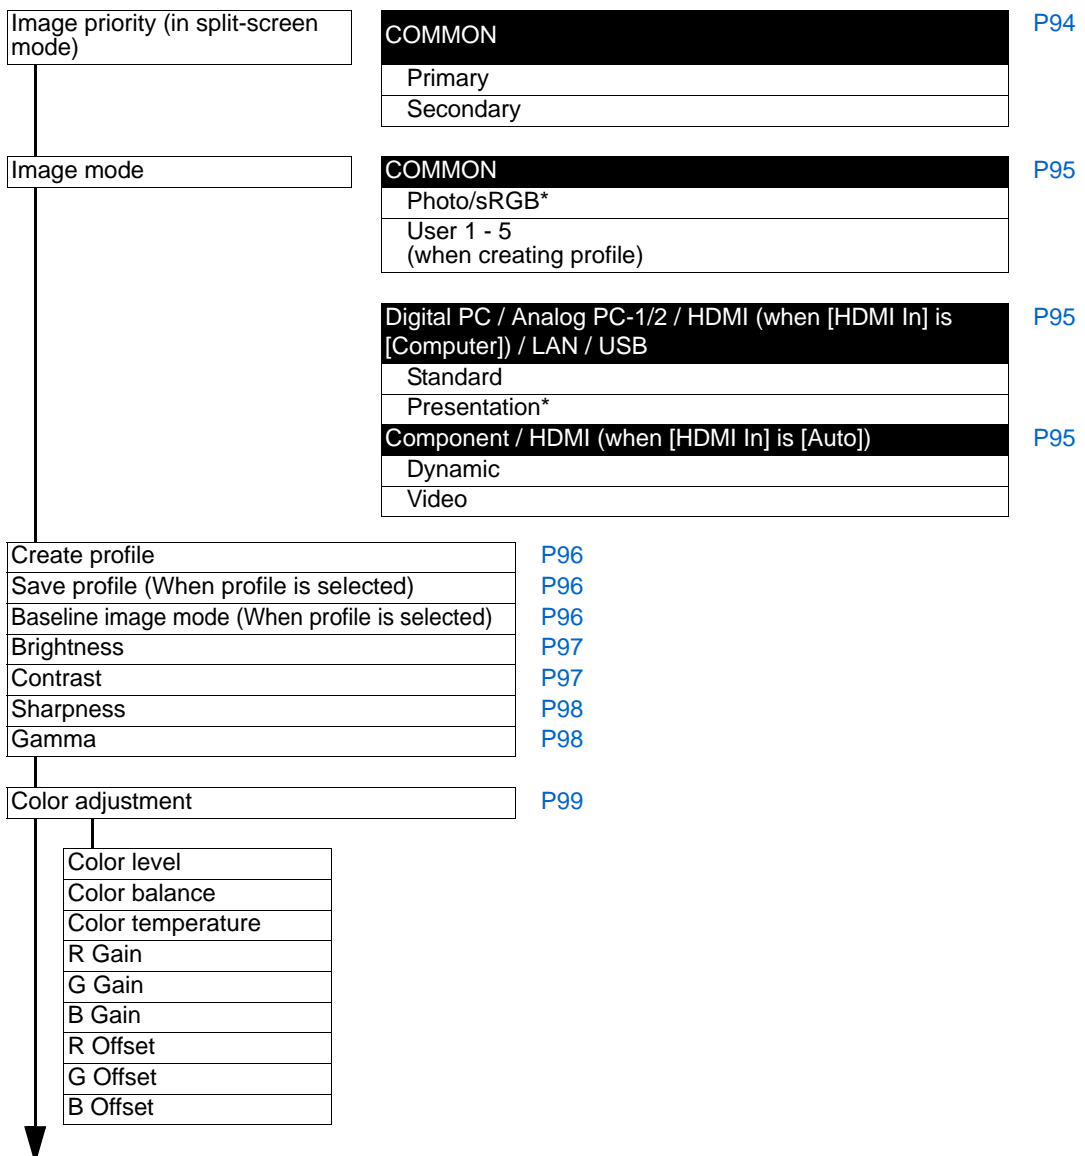 Image priority (in split-screen
mode)
COMMON
P94
Primary
Secondary
Image mode
COMMON
P95
Photo/sRGB*
User 1 - 5
(when creating profile)
Digital PC / Analog PC-1/2 / HDMI (when [HDMI In] is
[Computer]) / LAN / USB
P95
Standard
Presentation*
Component / HDMI (when [HDMI In] is [Auto])
P95
Dynamic
Video
Create profile P96
Save profile (When profile is selected) P96
Baseline image mode (When profile is selected) P96
Brightness P97
Contrast P97
Sharpness P98
Gamma P98
Color adjustment P99
Color level
Color balance
Color temperature
R Gain
G Gain
B Gain
R Offset
G Offset
B Offset